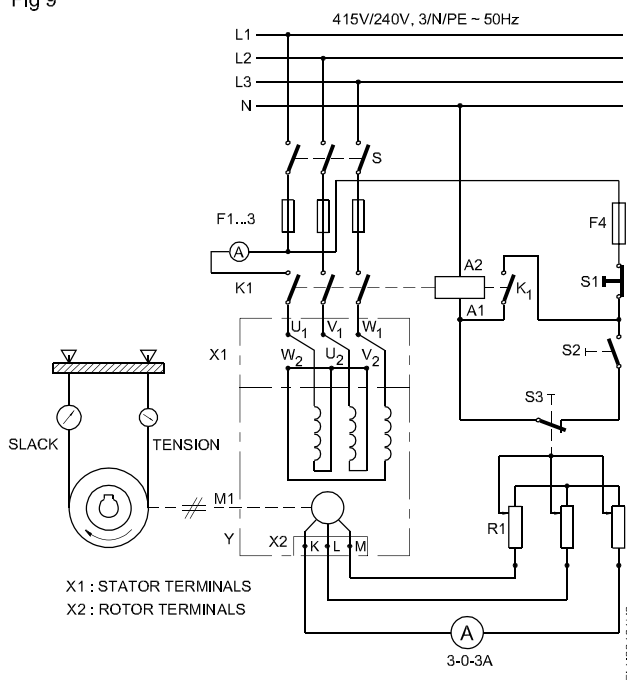 Fig 9
415V/240V, 3/N/PE ~ 50Hz
L1
L2
L3
N
S
F1...3
F4
A
A2
K1
K1
S1
A1
U1 V1 W1
X1
W2 U2 V2
S2
S3
SLACK
TENSION
M1
R1
Y
X2
K L M
X1 : STATOR TERMINALS
X2 : ROTOR TERMINALS
A
3-0-3A